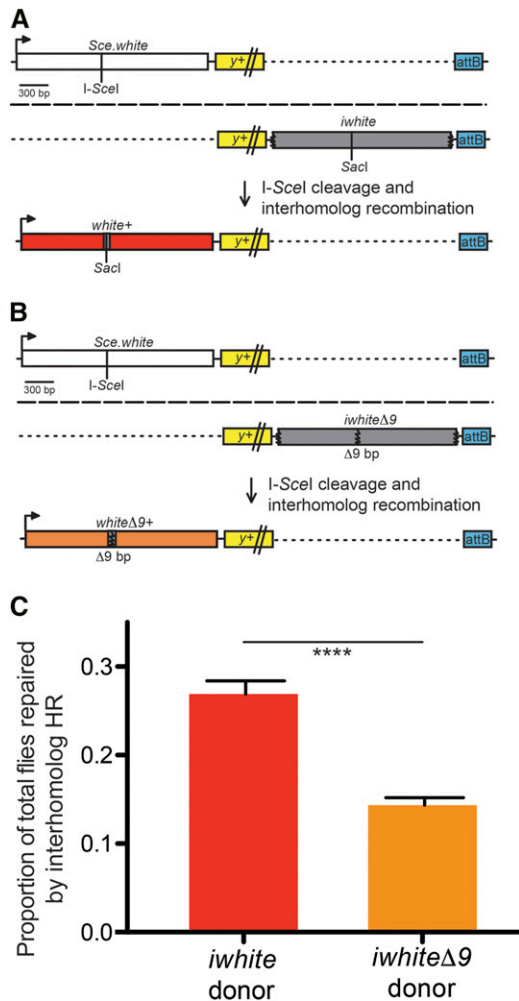 A
Sce.white
y+
attB
300 bp
I-SceI
iwhite
y+
attB
SacI
I-SceI cleavage and
interhomolog recombination
white+
y+
attB
SacI
B
Sce.white
y+
attB
300 bp
I-SceI
iwhiteΔ9
y+
attB
Δ9 bp
I-SceI cleavage and
interhomolog recombination
whiteΔ9+
y+
attB
Δ9 bp
C
Proportion of total flies repaired
by interhomolog HR
0.3
0.2
0.1
0.0
****
iwhite
donor
iwhiteΔ9
donor